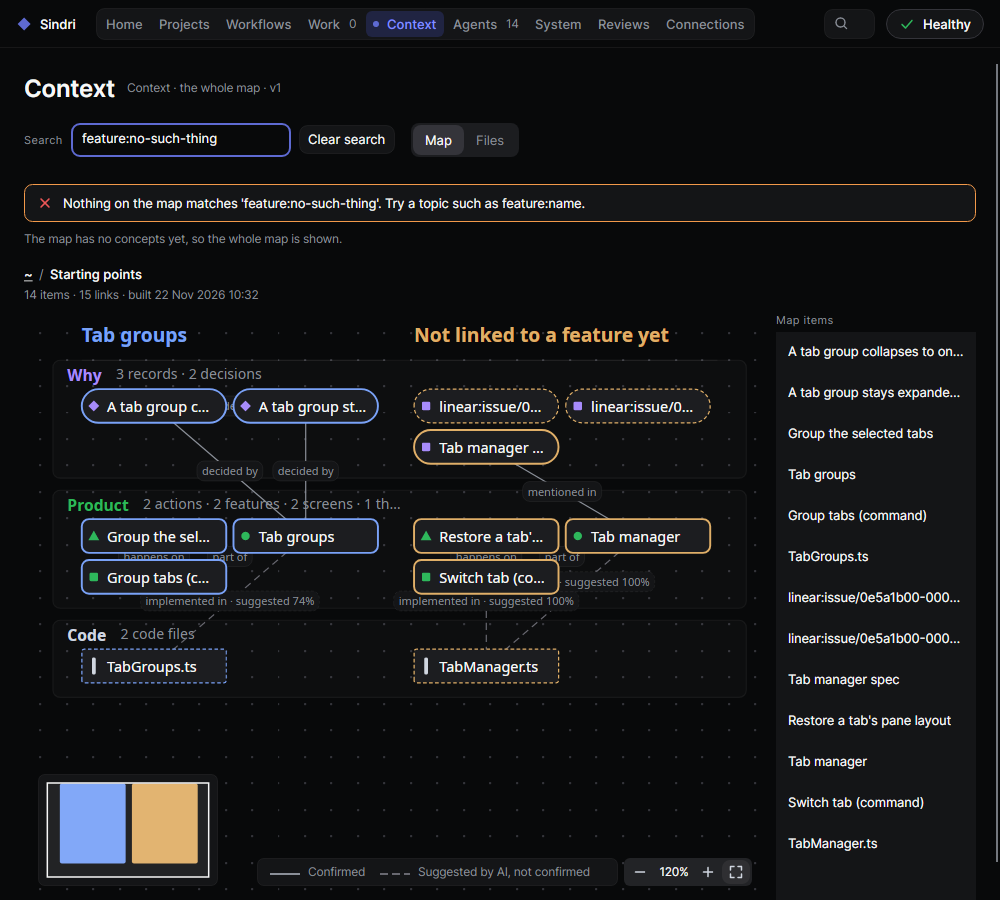 Sindri
Home Projects Workflows Work 0 Context Agents 14 System Reviews Connections
Healthy
Context
Context · the whole map · v1
Search
feature:no-such-thing
Clear search
Map
Files
Nothing on the map matches 'feature:no-such-thing'. Try a topic such as feature:name.
The map has no concepts yet, so the whole map is shown.
~ / Starting points
14 items · 15 links · built 22 Nov 2026 10:32
Tab groups
Not linked to a feature yet
Why 3 records · 2 decisions
A tab group c...
A tab group st...
linear:issue/0...
linear:issue/0...
Tab manager ...
decided by
decided by
mentioned in
Product 2 actions · 2 features · 2 screens · 1 th...
Group the sel...
Tab groups
Restore a tab'...
Tab manager
happens on
part of
happens on
part of
Group tabs (c...
Switch tab (co...
suggested 100%
implemented in · suggested 74%
implemented in · suggested 100%
Code 2 code files
TabGroups.ts
TabManager.ts
Confirmed
Suggested by AI, not confirmed
120%
Map items
A tab group collapses to on...
A tab group stays expande...
Group the selected tabs
Tab groups
Group tabs (command)
TabGroups.ts
linear:issue/0e5a1b00-000...
linear:issue/0e5a1b00-000...
Tab manager spec
Restore a tab's pane layout
Tab manager
Switch tab (command)
TabManager.ts